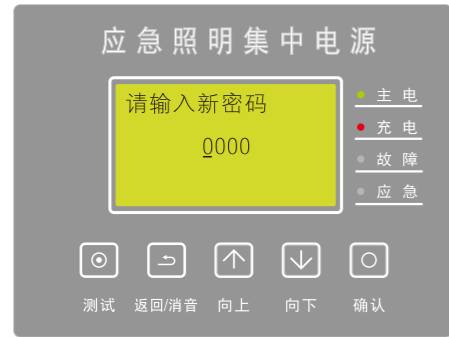 应急照明集中电源
请输入新密码
0000
主电
充电
故障
应急
测试 返回/消音 向上 向下 确认